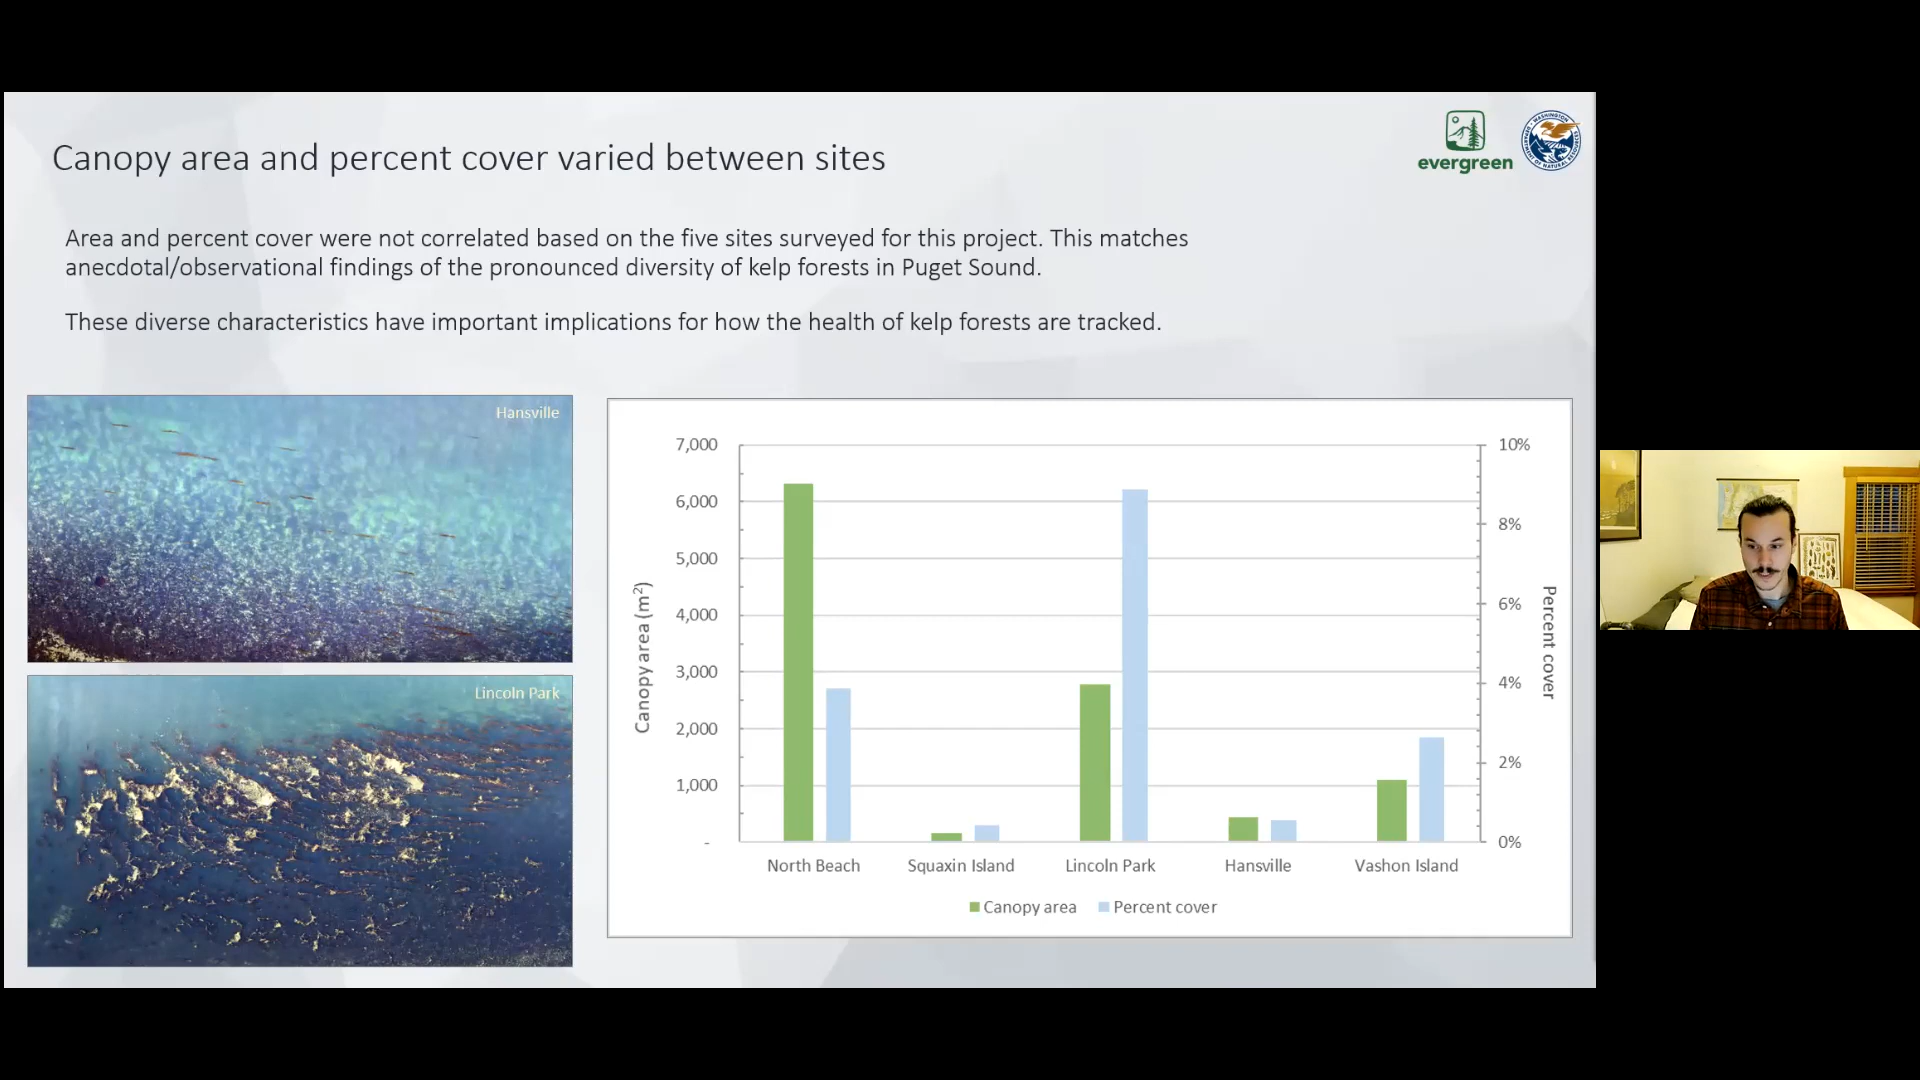 Canopy area and percent cover varied between sites
evergreen
Area and percent cover were not correlated based on the five sites surveyed for this project. This matches
anecdotal/observational findings of the pronounced diversity of kelp forests in Puget Sound.
These diverse characteristics have important implications for how the health of kelp forests are tracked.
Hansville
Lincoln Park
Canopy area (m²)
7,000
6,000
5,000
4,000
3,000
2,000
1,000
-
10%
8%
6%
4%
2%
0%
Percent cover
North Beach
Squaxin Island
Lincoln Park
Hansville
Vashon Island
Canopy area
Percent cover